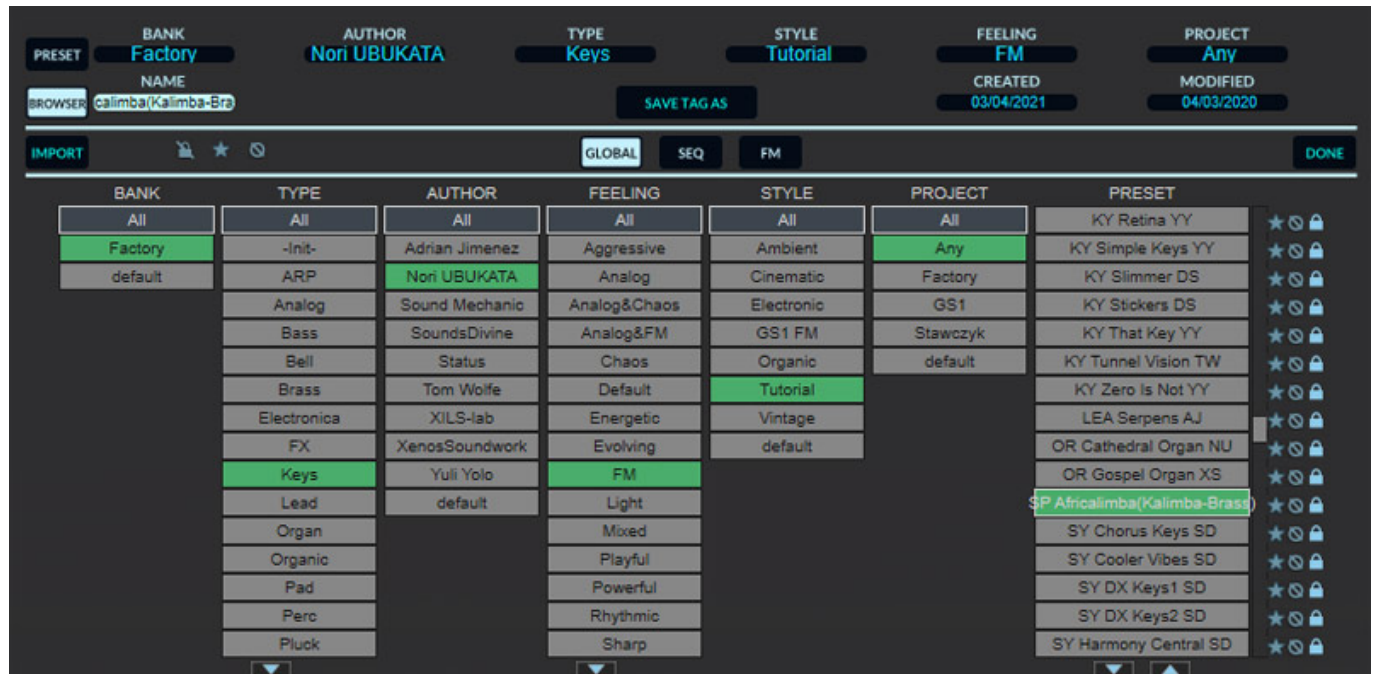 BANK AUTHOR TYPE STYLE FEELING PROJECT
PRESET Factory Nori UBUKATA Keys Tutorial FM Any
NAME CREATED MODIFIED
BROWSER calimba(Kalimba-Bra SAVE TAG AS 03/04/2021 04/03/2020
IMPORT GLOBAL SEQ FM DONE
BANK TYPE AUTHOR FEELING STYLE PROJECT PRESET
All All All All All All KY Retina YY
Factory -Init- Adrian Jimenez Aggressive Ambient Any KY Simple Keys YY
default ARP Nori UBUKATA Analog Cinematic Factory KY Slimmer DS
Analog Sound Mechanic Analog&Chaos Electronic GS1 KY Stickers DS
Bass SoundsDivine Analog&FM GS1 FM Stawczyk KY That Key YY
Bell Status Chaos Organic default KY Tunnel Vision TW
Brass Tom Wolfe Default Tutorial KY Zero Is Not YY
Electronica XILS-lab Energetic Vintage LEA Serpens AJ
FX XenosSoundwork Evolving default OR Cathedral Organ NU
Keys Yuli Yolo FM OR Gospel Organ XS
Lead default Light SP Africalimba(Kalimba-Brass)
Organ Mixed SY Chorus Keys SD
Organic Playful SY Cooler Vibes SD
Pad Powerful SY DX Keys1 SD
Perc Rhythmic SY DX Keys2 SD
Pluck Sharp SY Harmony Central SD